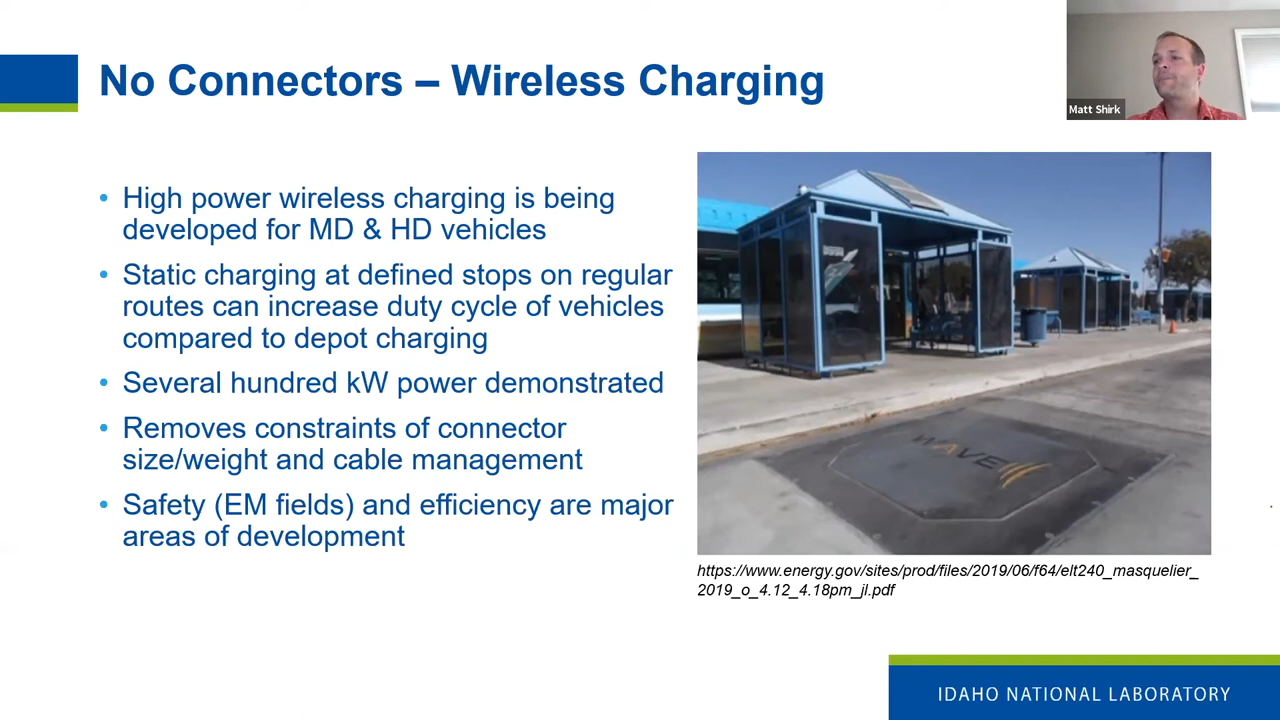 No Connectors – Wireless Charging
Matt Shirk
• High power wireless charging is being
developed for MD & HD vehicles
• Static charging at defined stops on regular
routes can increase duty cycle of vehicles
compared to depot charging
• Several hundred kW power demonstrated
• Removes constraints of connector
size/weight and cable management
• Safety (EM fields) and efficiency are major
areas of development
WAVE
https://www.energy.gov/sites/prod/files/2019/06/f64/elt240_masquelier_
2019_o_4.12_4.18pm_jl.pdf
IDAHO NATIONAL LABORATORY